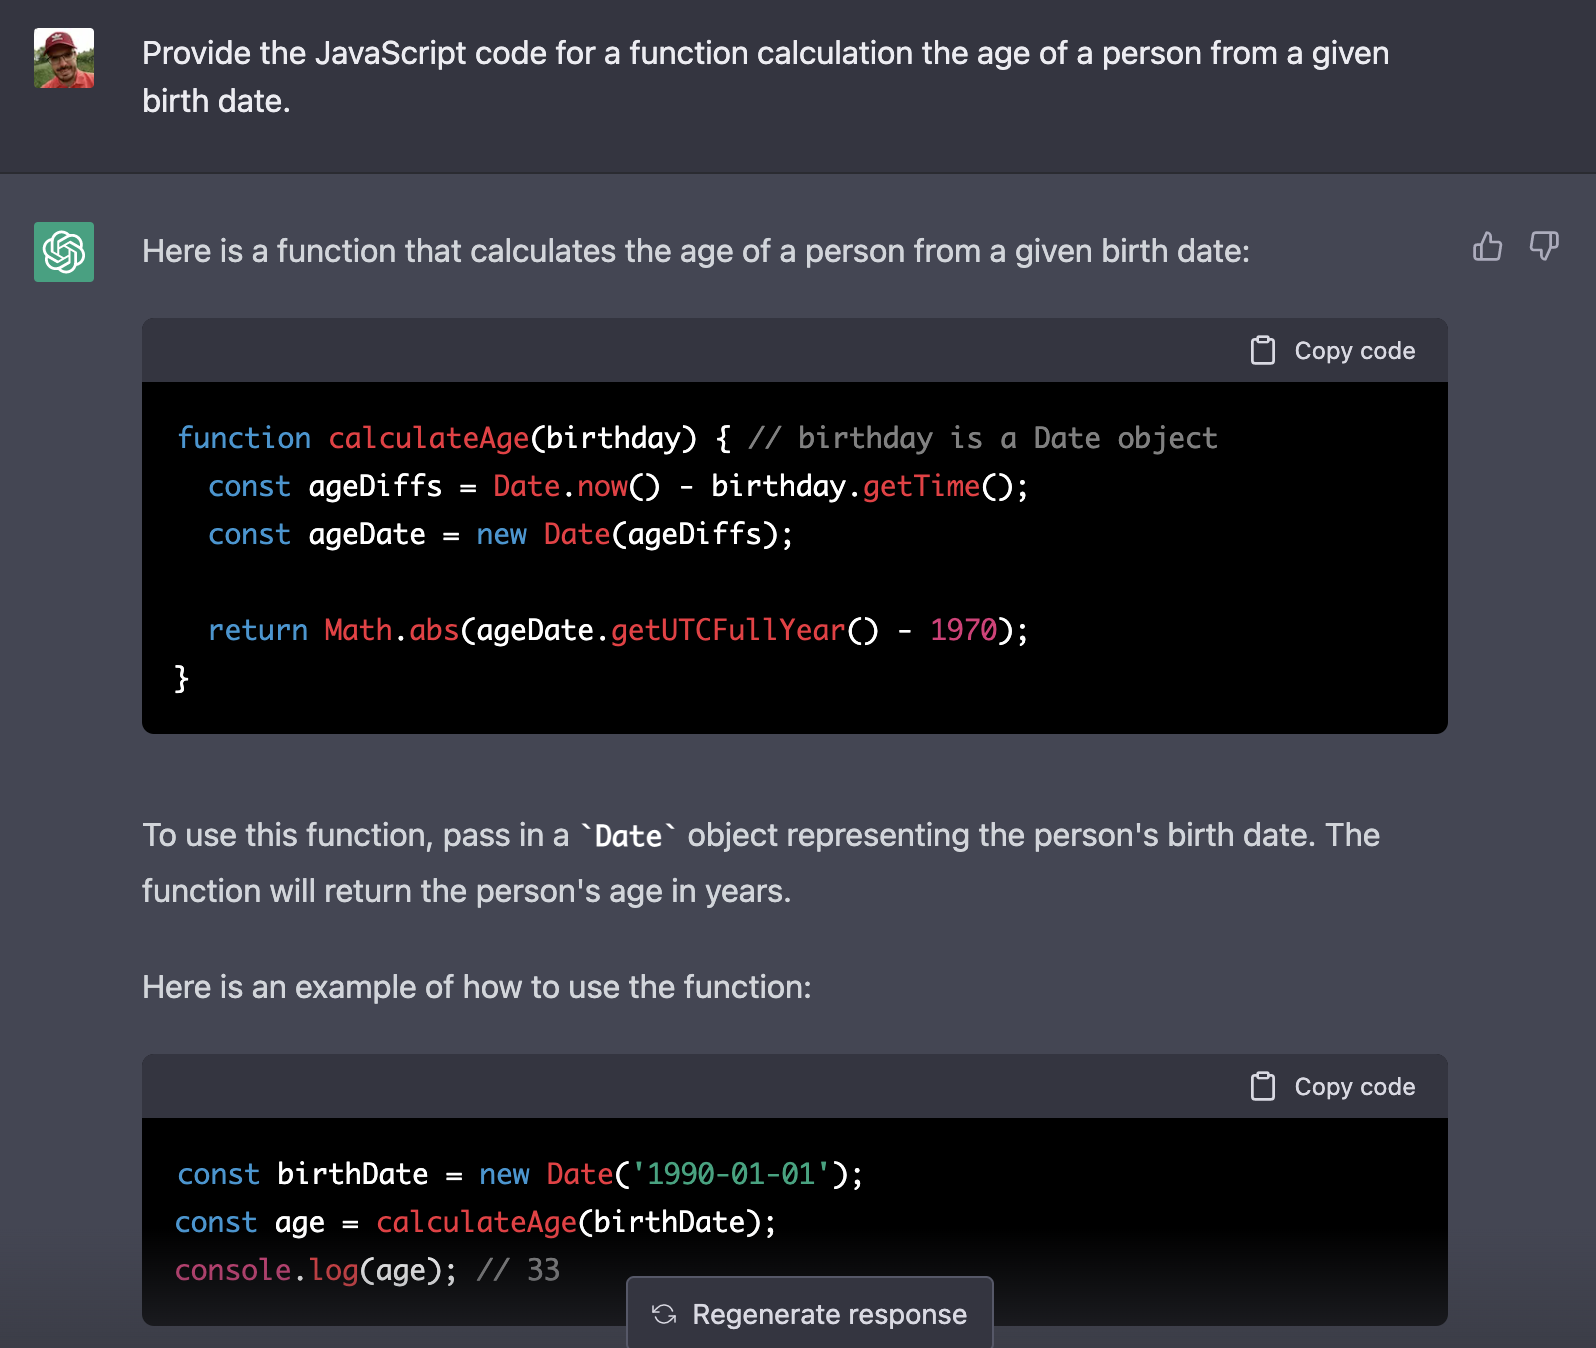 Provide the JavaScript code for a function calculation the age of a person from a given
birth date.
Here is a function that calculates the age of a person from a given birth date:
Copy code
function calculateAge(birthday) { // birthday is a Date object
  const ageDiffs = Date.now() - birthday.getTime();
  const ageDate = new Date(ageDiffs);
  return Math.abs(ageDate.getUTCFullYear() - 1970);
}
To use this function, pass in a `Date` object representing the person's birth date. The
function will return the person's age in years.
Here is an example of how to use the function:
Copy code
const birthDate = new Date('1990-01-01');
const age = calculateAge(birthDate);
console.log(age); // 33
Regenerate response